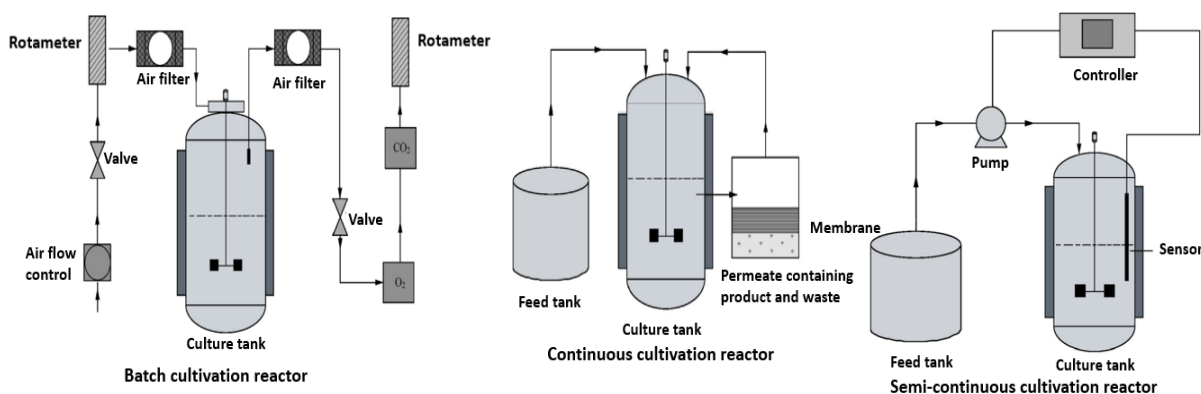 Rotameter
Air filter
Air filter
Rotameter
Valve
CO₂
Valve
Air flow
control
O₂
Culture tank
Batch cultivation reactor
Membrane
Permeate containing
product and waste
Feed tank
Culture tank
Continuous cultivation reactor
Controller
Pump
Sensor
Feed tank
Culture tank
Semi-continuous cultivation reactor